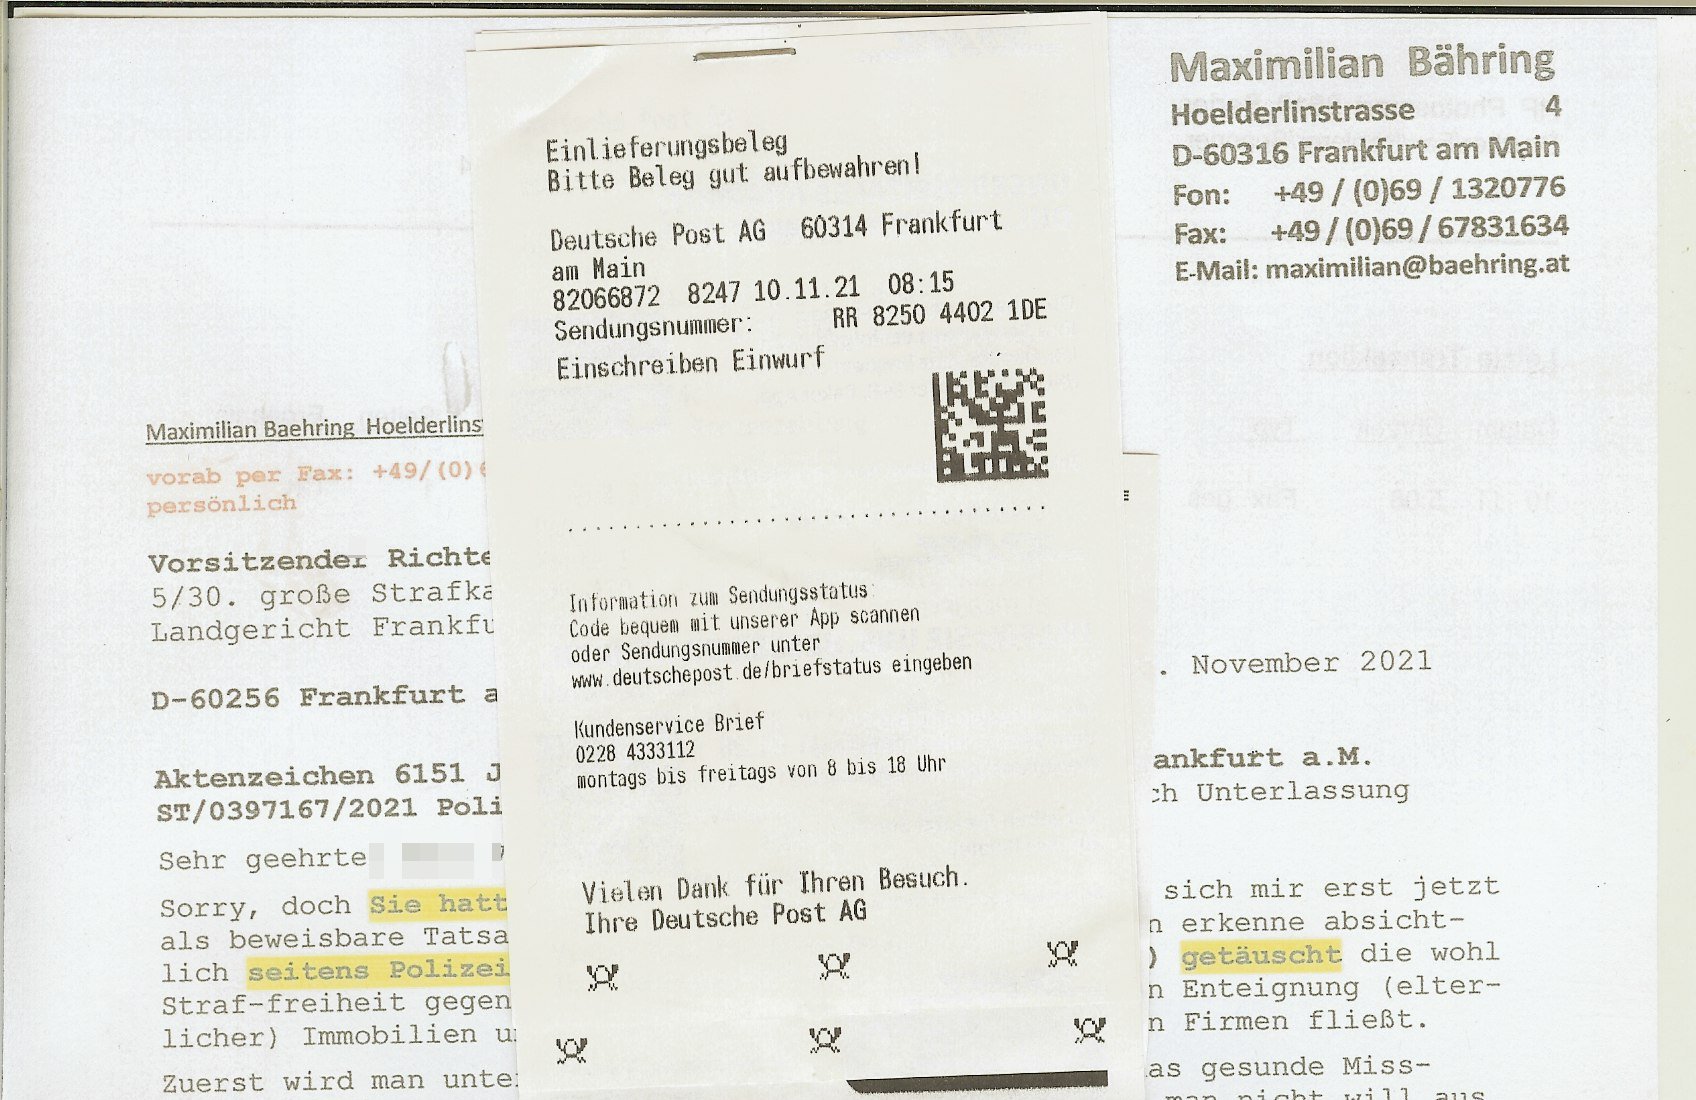 Maximilian Bähring
Hoelderlinstrasse 4
D-60316 Frankfurt am Main
Fon: +49 / (0)69 / 1320776
Fax: +49 / (0)69 / 67831634
E-Mail: maximilian@baehring.at
Einlieferungsbeleg
Bitte Beleg gut aufbewahren!
Deutsche Post AG 60314 Frankfurt
am Main
82066872 8247 10.11.21 08:15
Sendungsnummer: RR 8250 4402 1DE
Einschreiben Einwurf
Information zum Sendungsstatus:
Code bequem mit unserer App scannen
oder Sendungsnummer unter
www.deutschepost.de/briefstatus eingeben
Kundenservice Brief
0228 4333112
montags bis freitags von 8 bis 18 Uhr
Vielen Dank für Ihren Besuch.
Ihre Deutsche Post AG
Maximilian Baehring Hoelderlins
vorab per Fax: +49/(0)6
persönlich
Vorsitzender Richte
5/30. große Strafka
Landgericht Frankfu
D-60256 Frankfurt a
. November 2021
Aktenzeichen 6151 J
ankfurt a.M.
ST/0397167/2021 Poli
ch Unterlassung
Sehr geehrte
Sorry, doch Sie hatt
sich mir erst jetzt
als beweisbare Tatsa
n erkenne absicht-
lich seitens Polizei
) getäuscht die wohl
Straf-freiheit gegen
n Enteignung (elter-
licher) Immobilien u
n Firmen fließt.
Zuerst wird man unte
as gesunde Miss-
man nicht will aus